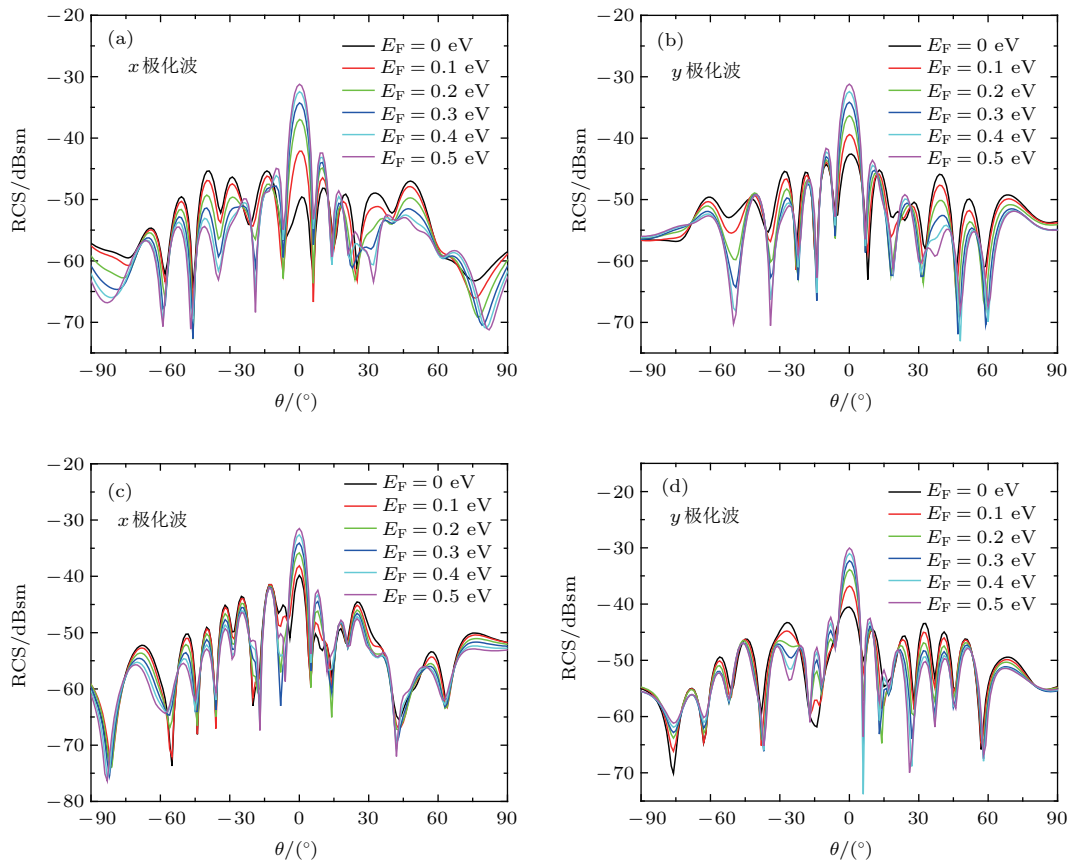 (a)
x 极化波
E_F = 0 eV
E_F = 0.1 eV
E_F = 0.2 eV
E_F = 0.3 eV
E_F = 0.4 eV
E_F = 0.5 eV
−20
−30
−40
−50
−60
−70
RCS/dBsm
−90
−60
−30
0
30
60
90
θ/(°)
(b)
y 极化波
E_F = 0 eV
E_F = 0.1 eV
E_F = 0.2 eV
E_F = 0.3 eV
E_F = 0.4 eV
E_F = 0.5 eV
−20
−30
−40
−50
−60
−70
RCS/dBsm
−90
−60
−30
0
30
60
90
θ/(°)
(c)
x 极化波
E_F = 0 eV
E_F = 0.1 eV
E_F = 0.2 eV
E_F = 0.3 eV
E_F = 0.4 eV
E_F = 0.5 eV
−20
−30
−40
−50
−60
−70
−80
RCS/dBsm
−90
−60
−30
0
30
60
90
θ/(°)
(d)
y 极化波
E_F = 0 eV
E_F = 0.1 eV
E_F = 0.2 eV
E_F = 0.3 eV
E_F = 0.4 eV
E_F = 0.5 eV
−20
−30
−40
−50
−60
−70
RCS/dBsm
−90
−60
−30
0
30
60
90
θ/(°)